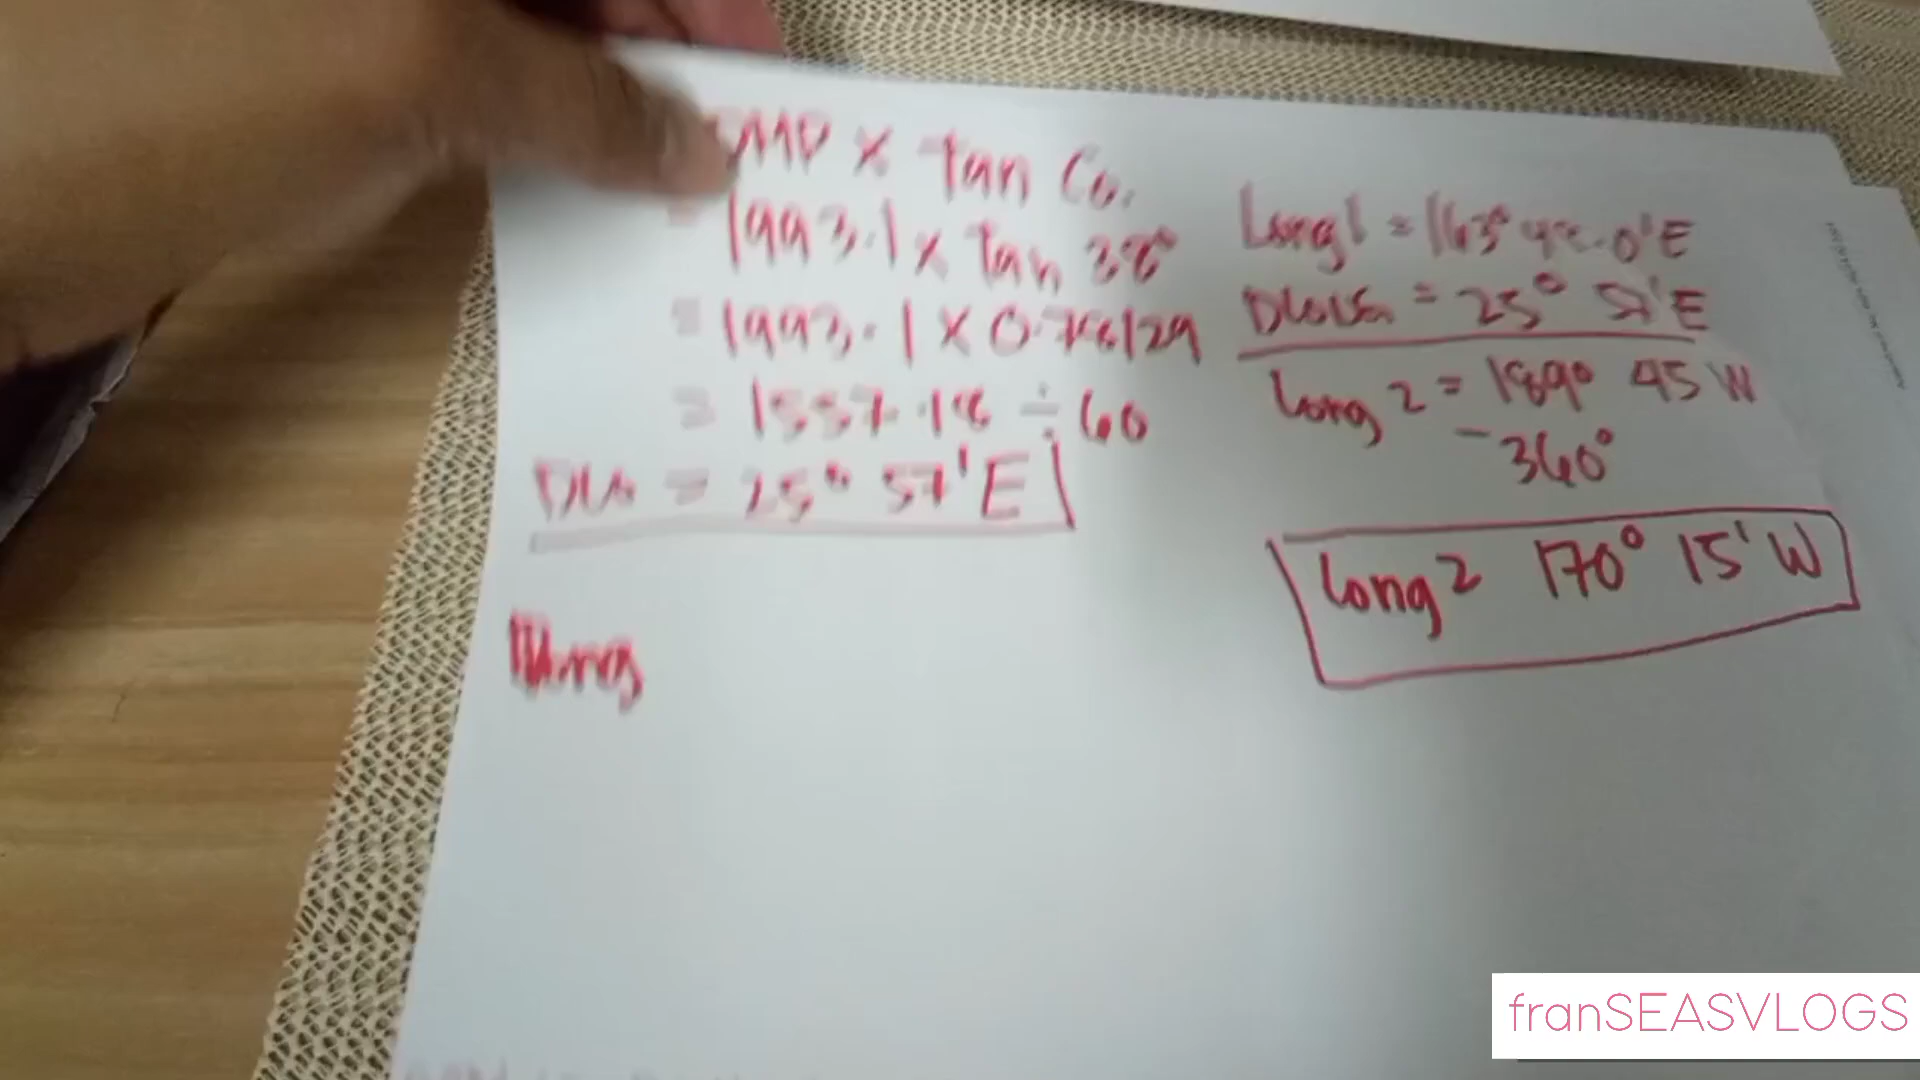 DMP x Tan Co.
= 1993.1 x Tan 38°
= 1993.1 x 0.78129
= 1557.18 ÷ 60
DLo = 25° 57' E
Long 1 = 163° 48.0' E
DLong = 25° 57' E
Long 2 = 189° 45 W
- 360°
Long 2 170° 15' W
franSEASVLOGS